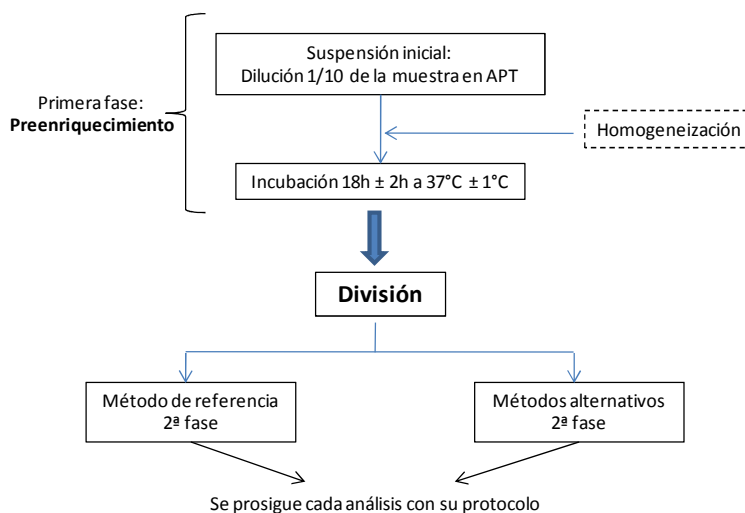 Suspensión inicial:
Dilución 1/10 de la muestra en APT
Primera fase:
Preenriquecimiento
Homogeneización
Incubación 18h ± 2h a 37°C ± 1°C
División
Método de referencia
2ª fase
Métodos alternativos
2ª fase
Se prosigue cada análisis con su protocolo